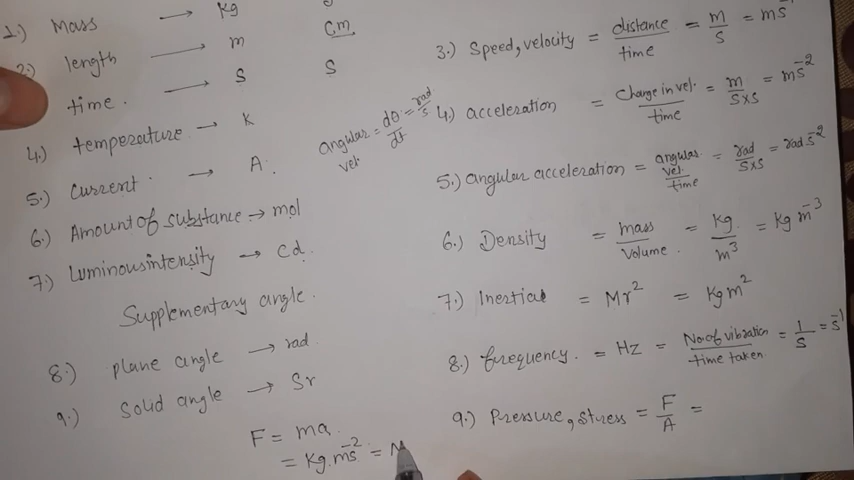 1.) Mass → kg
Cm
2.) length → m
S
time. → S
4.) temperature → K
5.) Current. → A.
6.) Amount of substance → mol
7.) Luminous intensity → Cd.
Supplementary angle.
8.) plane angle → rad.
9.) Solid angle → Sr
F = ma.
= Kg.ms⁻² = N
angular vel. = dθ/dt = rad/s
3.) Speed, velocity = distance/time = m/s = ms⁻¹
4.) acceleration = Change in vel./time = m/s×s = ms⁻²
5.) angular acceleration = angular vel./time = rad/s×s = rad s⁻²
6.) Density = mass/Volume = Kg/m³ = Kg m⁻³
7.) Inertia = Mr² = Kgm²
8.) frequency. = Hz = No of vibration/time taken. = 1/s = s⁻¹
9.) Pressure, Stress = F/A =